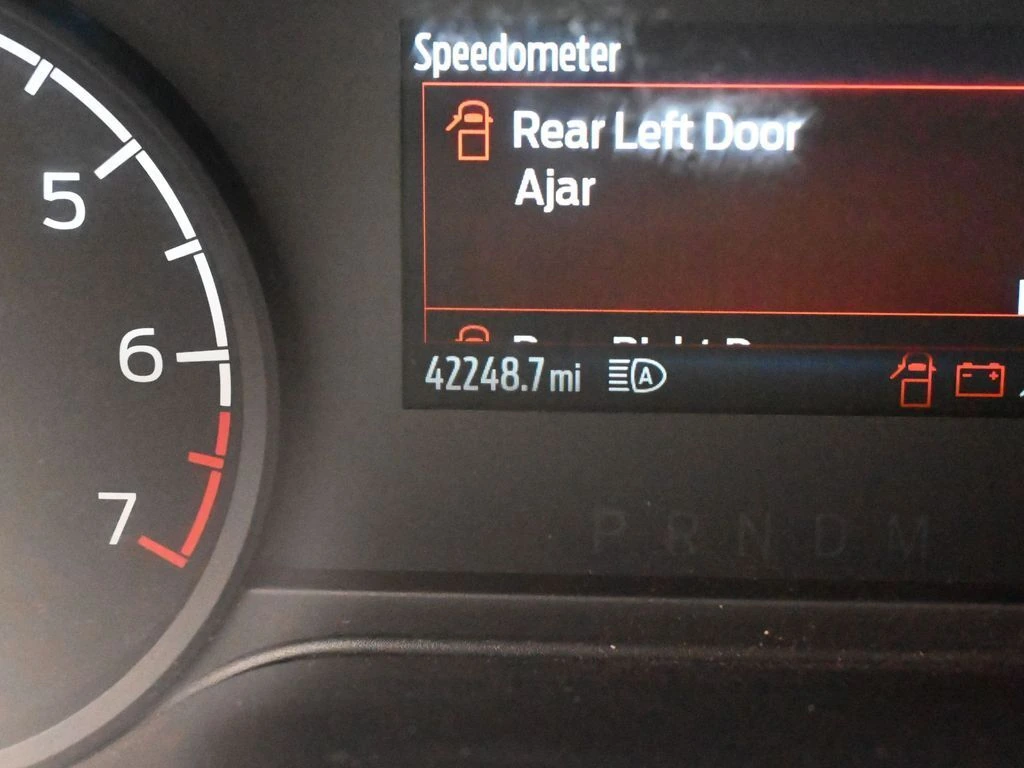 Speedometer
Rear Left Door
Ajar
5
6
7
42248.7 mi
A
P R N D M